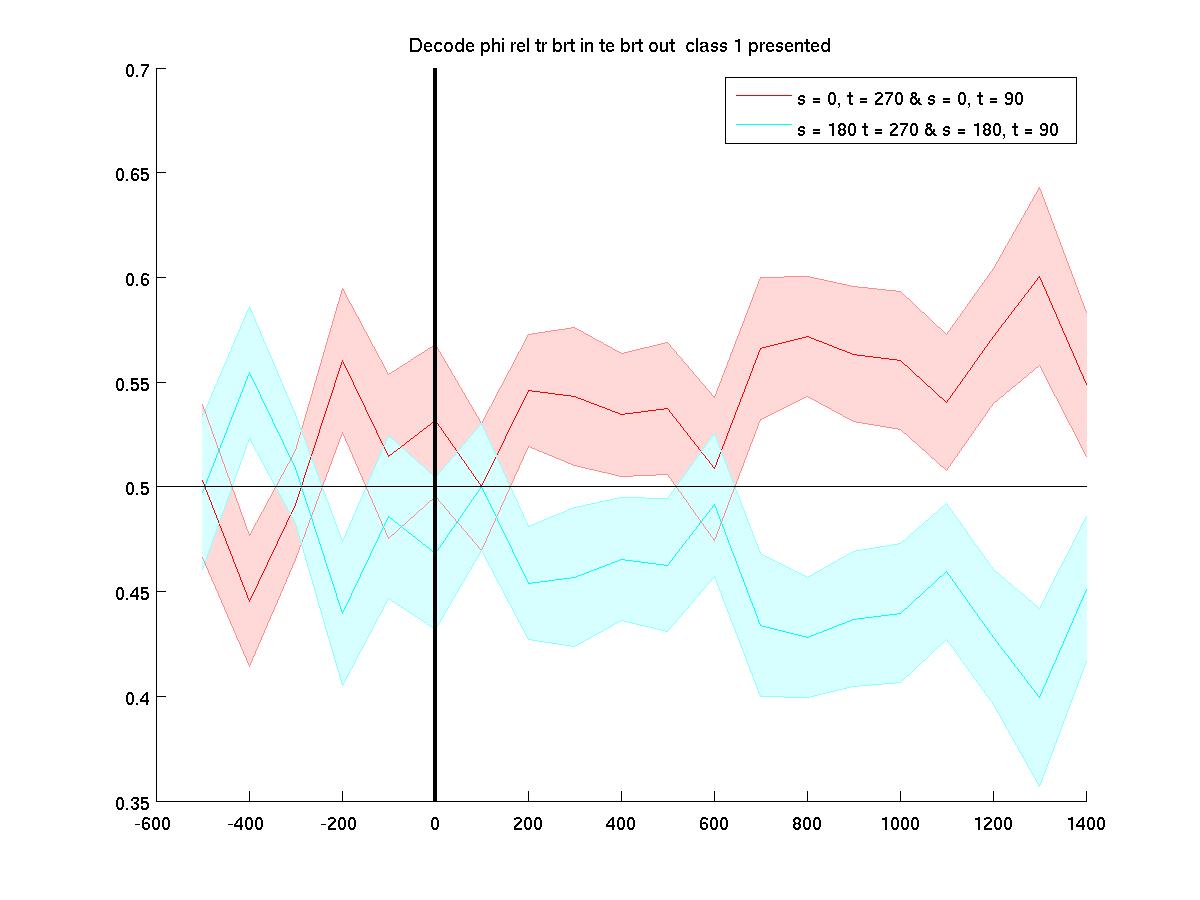 Decode phi rel tr brt in te brt out  class 1 presented
s = 0, t = 270 & s = 0, t = 90
s = 180 t = 270 & s = 180, t = 90
0.7
0.65
0.6
0.55
0.5
0.45
0.4
0.35
-600 -400 -200 0 200 400 600 800 1000 1200 1400